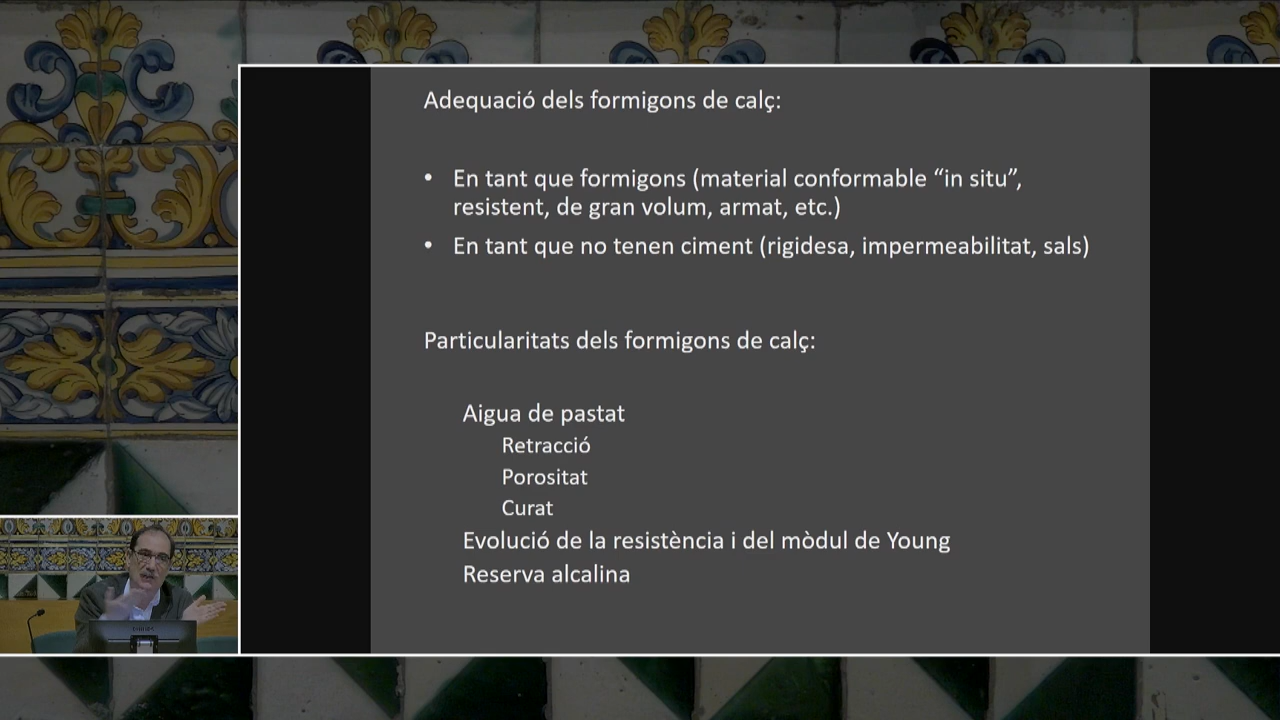 Adequació dels formigons de calç:
• En tant que formigons (material conformable “in situ”,
resistent, de gran volum, armat, etc.)
• En tant que no tenen ciment (rigidesa, impermeabilitat, sals)
Particularitats dels formigons de calç:
Aigua de pastat
Retracció
Porositat
Curat
Evolució de la resistència i del mòdul de Young
Reserva alcalina